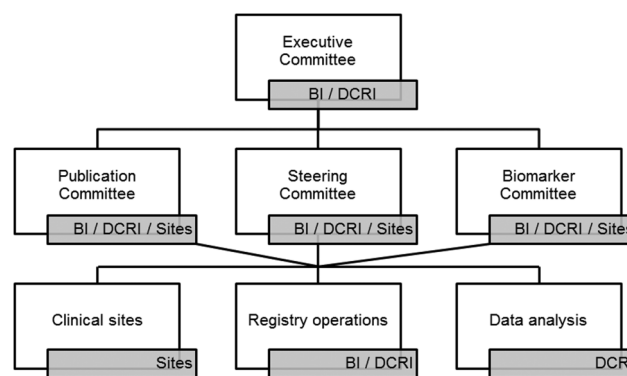 Executive
Committee
BI / DCRI
Publication
Committee
BI / DCRI / Sites
Steering
Committee
BI / DCRI / Sites
Biomarker
Committee
BI / DCRI / Sites
Clinical sites
Sites
Registry operations
BI / DCRI
Data analysis
DCR